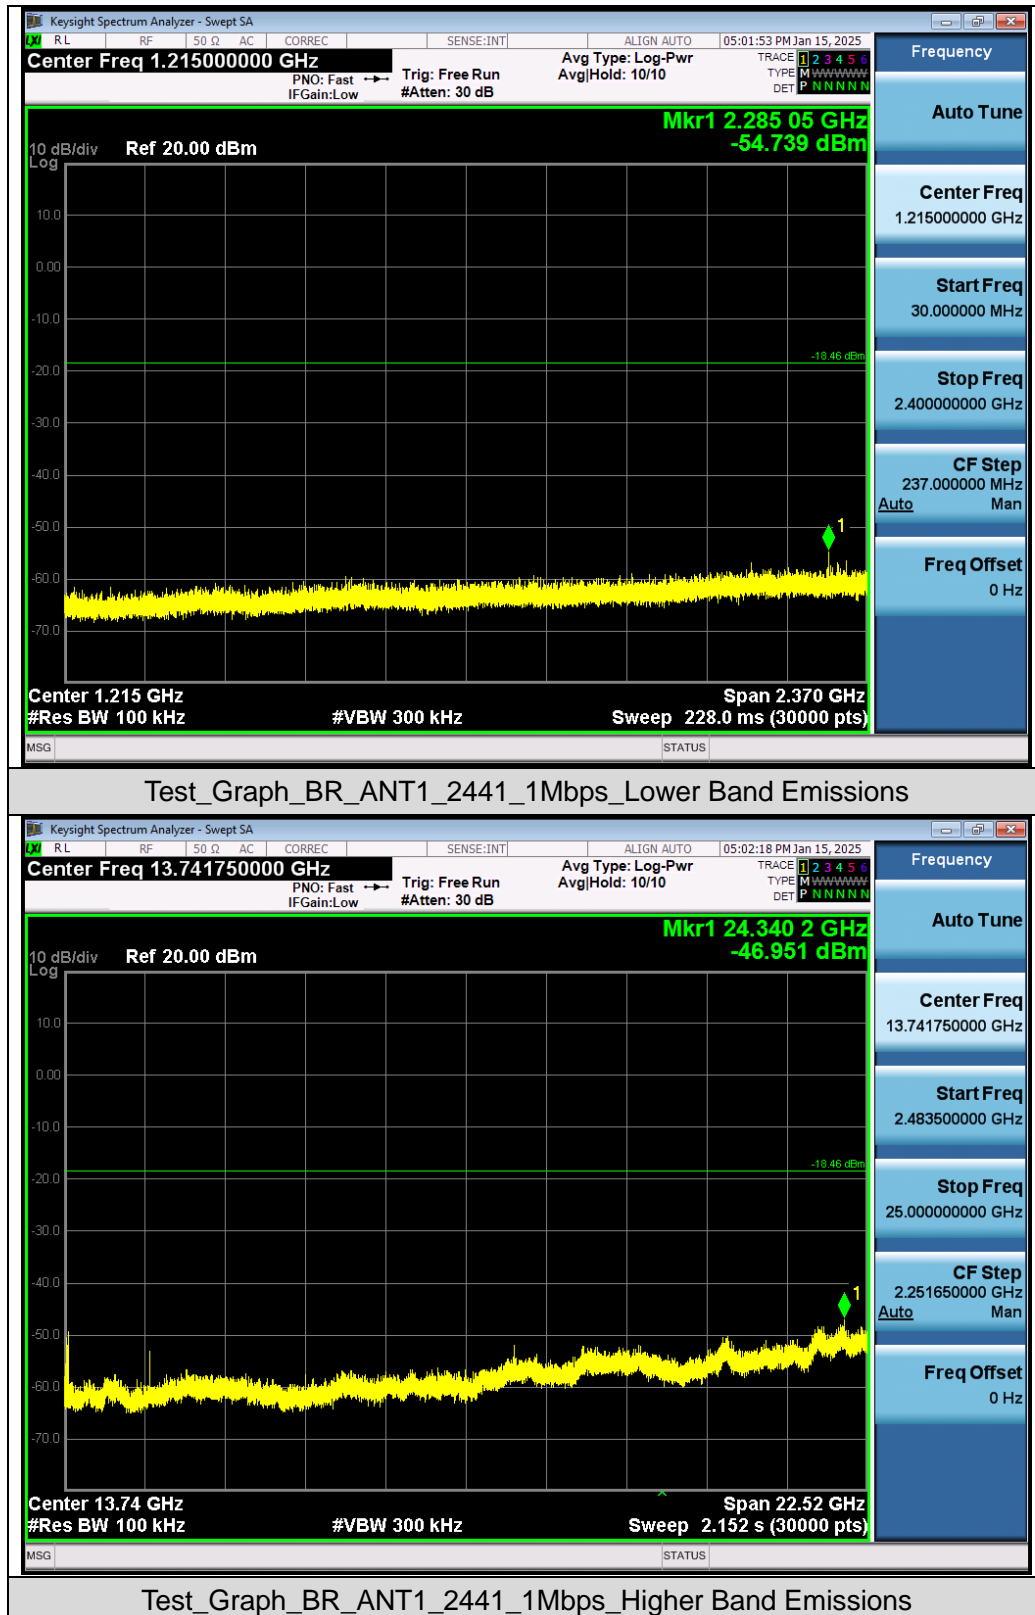 Keysight Spectrum Analyzer - Swept SA
LXI RL RF 50 Ω AC CORREC SENSE:INT ALIGN AUTO 05:01:53 PM Jan 15, 2025
Center Freq 1.215000000 GHz
PNO: Fast Trig: Free Run Avg Type: Log-Pwr TRACE 1 2 3 4 5 6
IFGain:Low #Atten: 30 dB Avg|Hold: 10/10 TYPE M WWWWW
DET P N N N N N
Mkr1 2.285 05 GHz
-54.739 dBm
10 dB/div Ref 20.00 dBm
Log
10.0
0.00
-10.0
-18.46 dBm
-20.0
-30.0
-40.0
-50.0
1
-60.0
-70.0
Center 1.215 GHz Span 2.370 GHz
#Res BW 100 kHz #VBW 300 kHz Sweep 228.0 ms (30000 pts)
MSG STATUS
Frequency
Auto Tune
Center Freq
1.215000000 GHz
Start Freq
30.000000 MHz
Stop Freq
2.400000000 GHz
CF Step
237.000000 MHz
Auto Man
Freq Offset
0 Hz
Test_Graph_BR_ANT1_2441_1Mbps_Lower Band Emissions
Keysight Spectrum Analyzer - Swept SA
LXI RL RF 50 Ω AC CORREC SENSE:INT ALIGN AUTO 05:02:18 PM Jan 15, 2025
Center Freq 13.741750000 GHz
PNO: Fast Trig: Free Run Avg Type: Log-Pwr TRACE 1 2 3 4 5 6
IFGain:Low #Atten: 30 dB Avg|Hold: 10/10 TYPE M WWWWW
DET P N N N N N
Mkr1 24.340 2 GHz
-46.951 dBm
10 dB/div Ref 20.00 dBm
Log
10.0
0.00
-10.0
-18.46 dBm
-20.0
-30.0
-40.0
1
-50.0
-60.0
-70.0
Center 13.74 GHz Span 22.52 GHz
#Res BW 100 kHz #VBW 300 kHz Sweep 2.152 s (30000 pts)
MSG STATUS
Frequency
Auto Tune
Center Freq
13.741750000 GHz
Start Freq
2.483500000 GHz
Stop Freq
25.000000000 GHz
CF Step
2.251650000 GHz
Auto Man
Freq Offset
0 Hz
Test_Graph_BR_ANT1_2441_1Mbps_Higher Band Emissions